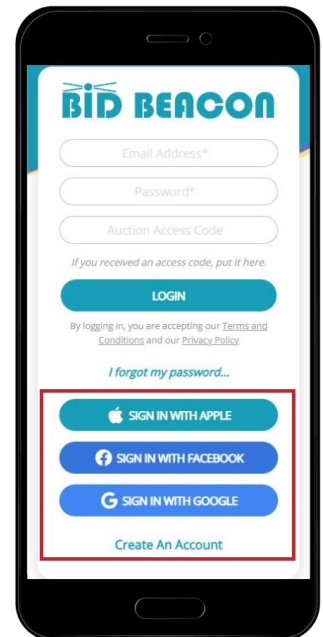 BID BEACON
Email Address*
Password*
Auction Access Code
If you received an access code, put it here.
LOGIN
By logging in, you are accepting our Terms and
Conditions and our Privacy Policy
I forgot my password...
SIGN IN WITH APPLE
SIGN IN WITH FACEBOOK
SIGN IN WITH GOOGLE
Create An Account